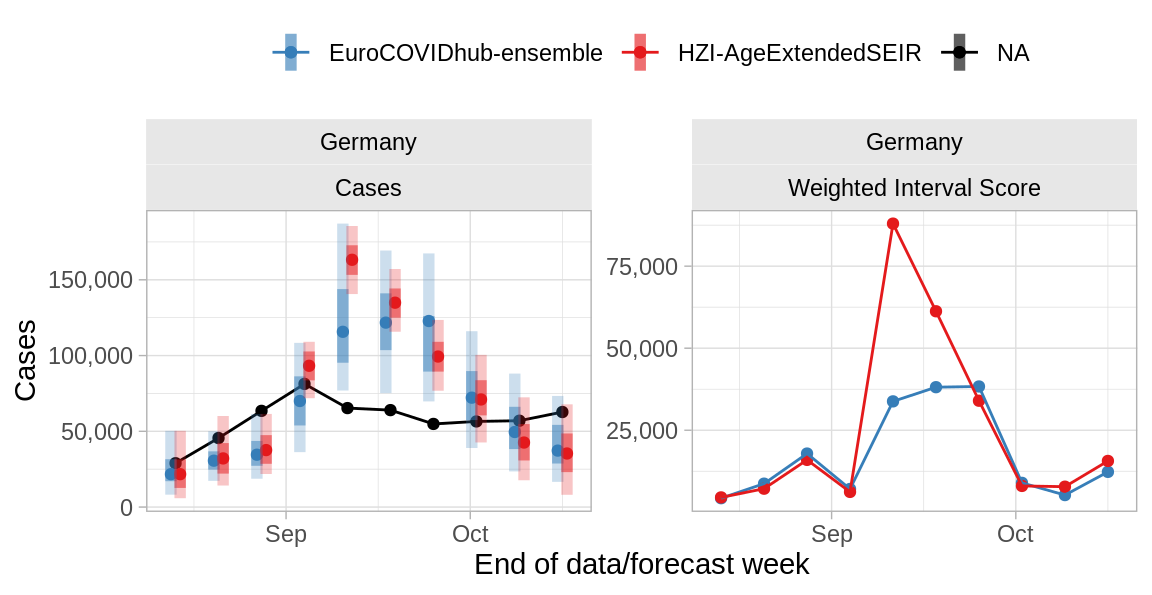 EuroCOVIDhub-ensemble HZI-AgeExtendedSEIR NA
Germany Germany
Cases Weighted Interval Score
Cases
150,000
100,000
50,000
0
75,000
50,000
25,000
Sep Oct Sep Oct
End of data/forecast week